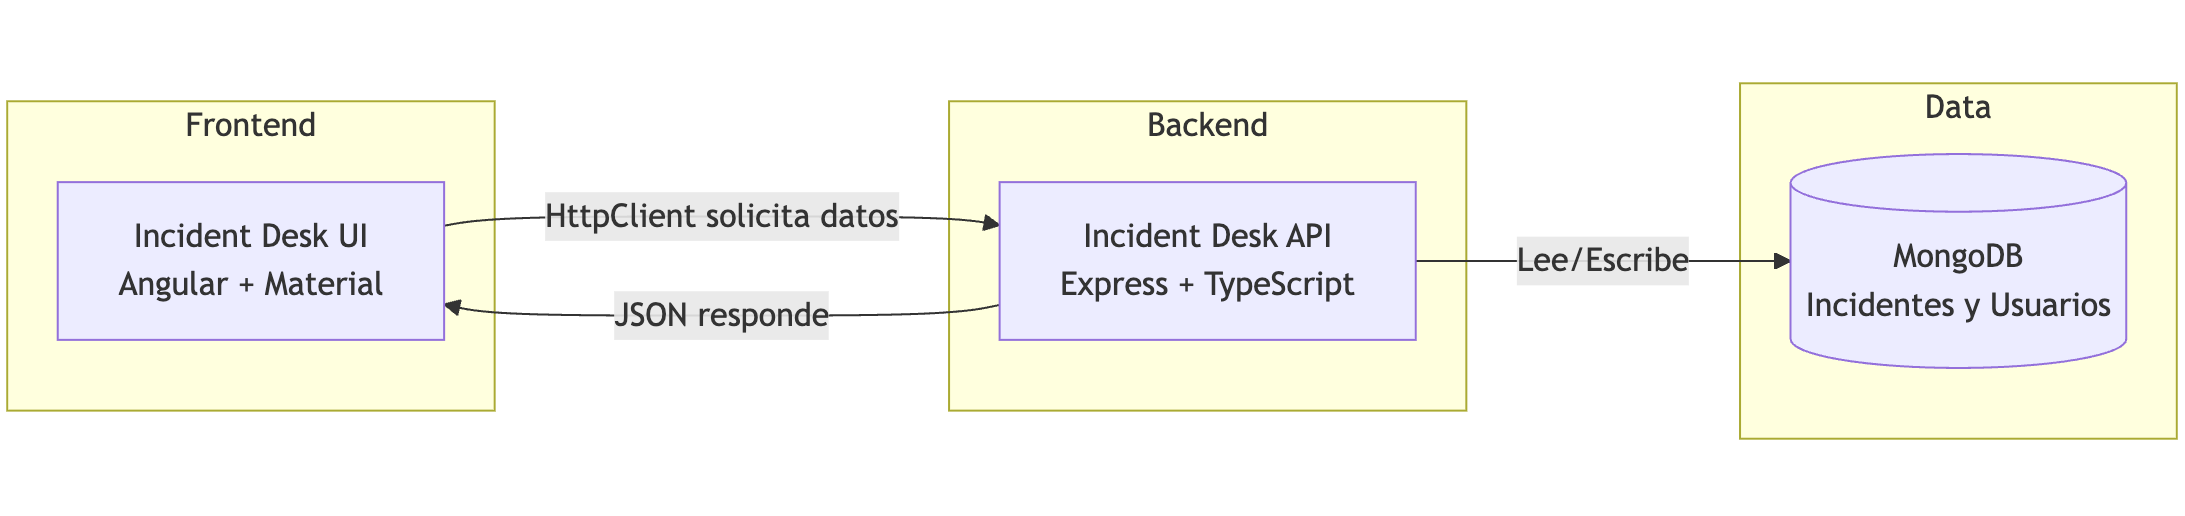 Frontend
Incident Desk UI
Angular + Material
HttpClient solicita datos
JSON responde
Backend
Incident Desk API
Express + TypeScript
Lee/Escribe
Data
MongoDB
Incidentes y Usuarios